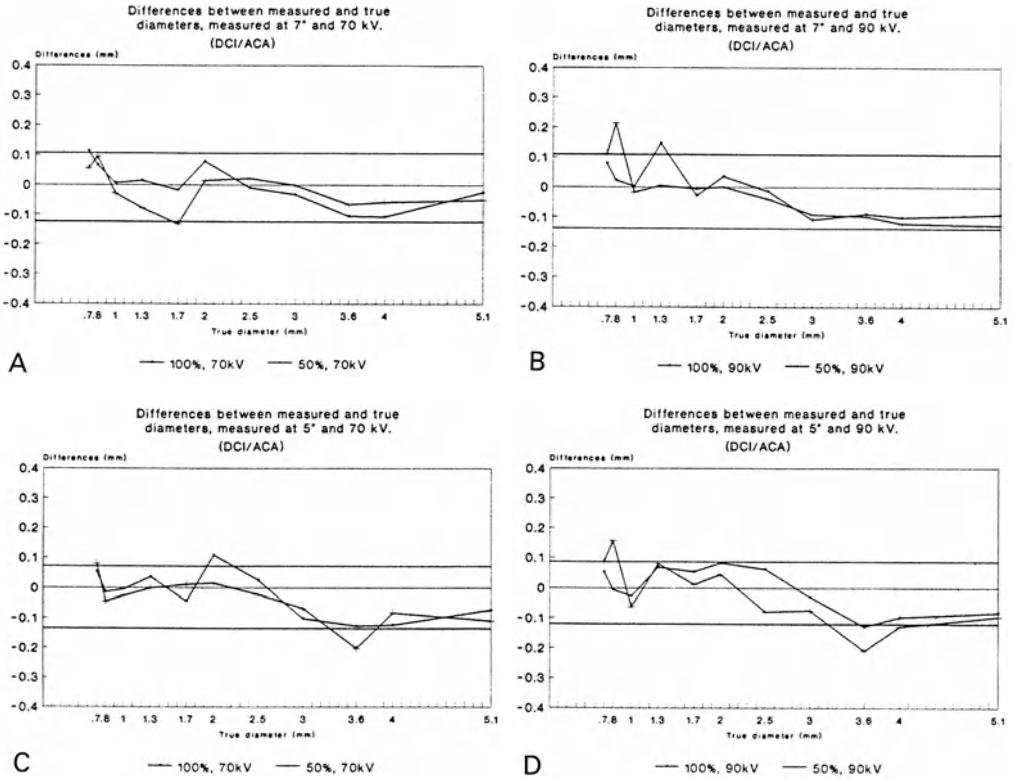 Differences between measured and true
diameters, measured at 7° and 70 kV.
(DCI/ACA)
Differences (mm)
0.4
0.3
0.2
0.1
0
-0.1
-0.2
-0.3
-0.4
.7.8 1 1.3 1.7 2 2.5 3 3.6 4 5.1
True diameter (mm)
A
100%, 70kV 50%, 70kV
Differences between measured and true
diameters, measured at 7° and 90 kV.
(DCI/ACA)
Differences (mm)
0.4
0.3
0.2
0.1
0
-0.1
-0.2
-0.3
-0.4
.7.8 1 1.3 1.7 2 2.5 3 3.6 4 5.1
True diameter (mm)
B
100%, 90kV 50%, 90kV
Differences between measured and true
diameters, measured at 5° and 70 kV.
(DCI/ACA)
Differences (mm)
0.4
0.3
0.2
0.1
0
-0.1
-0.2
-0.3
-0.4
.7.8 1 1.3 1.7 2 2.5 3 3.6 4 5.1
True diameter (mm)
C
100%, 70kV 50%, 70kV
Differences between measured and true
diameters, measured at 5° and 90 kV.
(DCI/ACA)
Differences (mm)
0.4
0.3
0.2
0.1
0
-0.1
-0.2
-0.3
-0.4
.7.8 1 1.3 1.7 2 2.5 3 3.6 4 5.1
True diameter (mm)
D
100%, 90kV 50%, 90kV